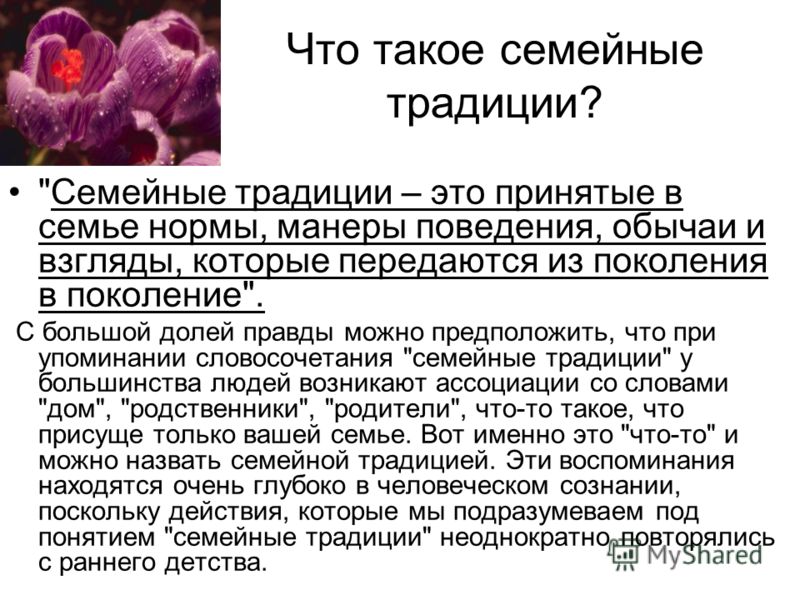 Что такое семейные
традиции?
• "Семейные традиции – это принятые в
семье нормы, манеры поведения, обычаи и
взгляды, которые передаются из поколения
в поколение".
С большой долей правды можно предположить, что при
упоминании словосочетания "семейные традиции" у
большинства людей возникают ассоциации со словами
"дом", "родственники", "родители", что-то такое, что
присуще только вашей семье. Вот именно это "что-то" и
можно назвать семейной традицией. Эти воспоминания
находятся очень глубоко в человеческом сознании,
поскольку действия, которые мы подразумеваем под
понятием "семейные традиции" неоднократно повторялись
с раннего детства.
MyShared